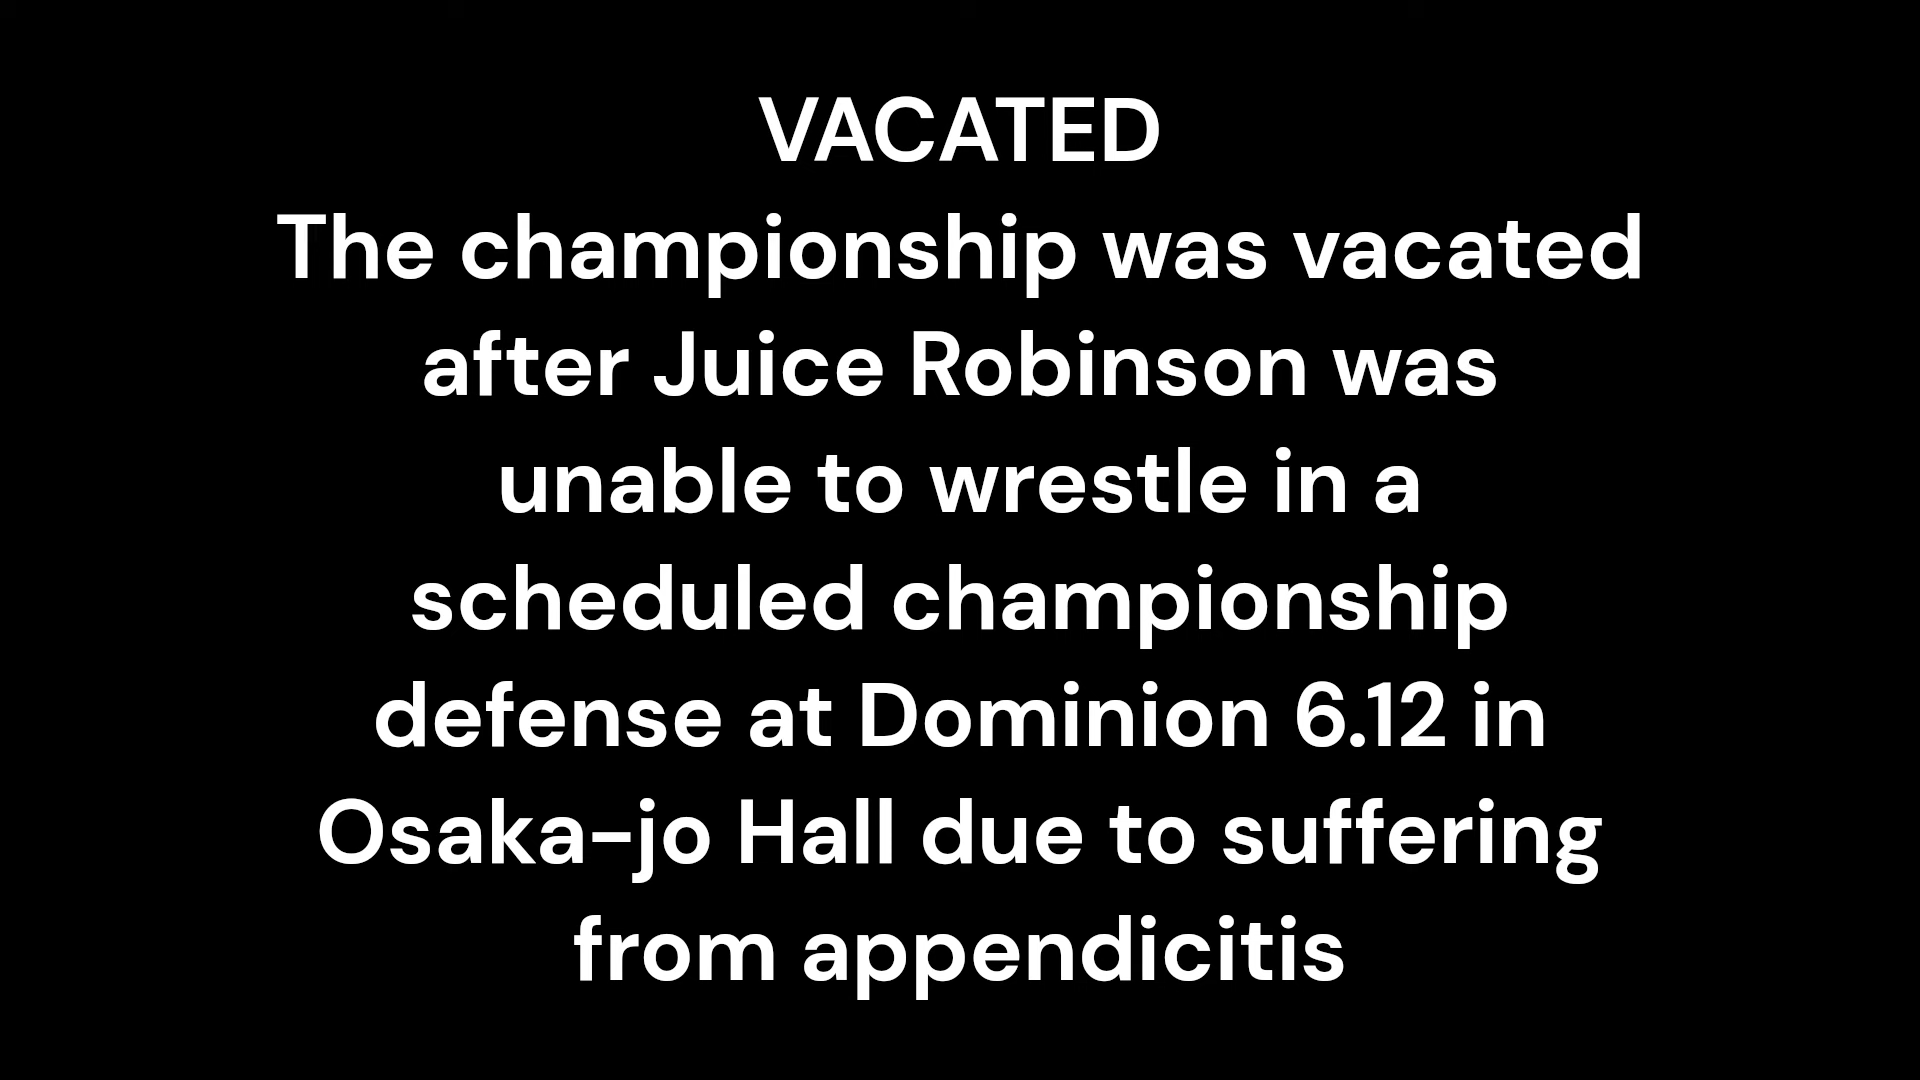 VACATED
The championship was vacated
after Juice Robinson was
unable to wrestle in a
scheduled championship
defense at Dominion 6.12 in
Osaka-jo Hall due to suffering
from appendicitis